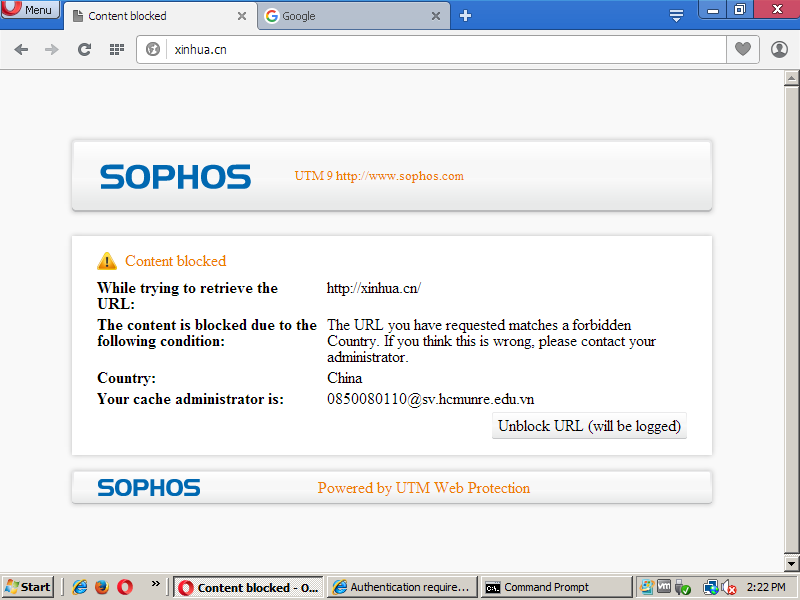 Menu
Content blocked
Google
xinhua.cn
SOPHOS
UTM 9 http://www.sophos.com
Content blocked
While trying to retrieve the
URL:
http://xinhua.cn/
The content is blocked due to the
following condition:
The URL you have requested matches a forbidden
Country. If you think this is wrong, please contact your
administrator.
Country:
China
Your cache administrator is:
0850080110@sv.hcmunre.edu.vn
Unblock URL (will be logged)
SOPHOS
Powered by UTM Web Protection
Start
Content blocked - O...
Authentication require...
Command Prompt
2:22 PM